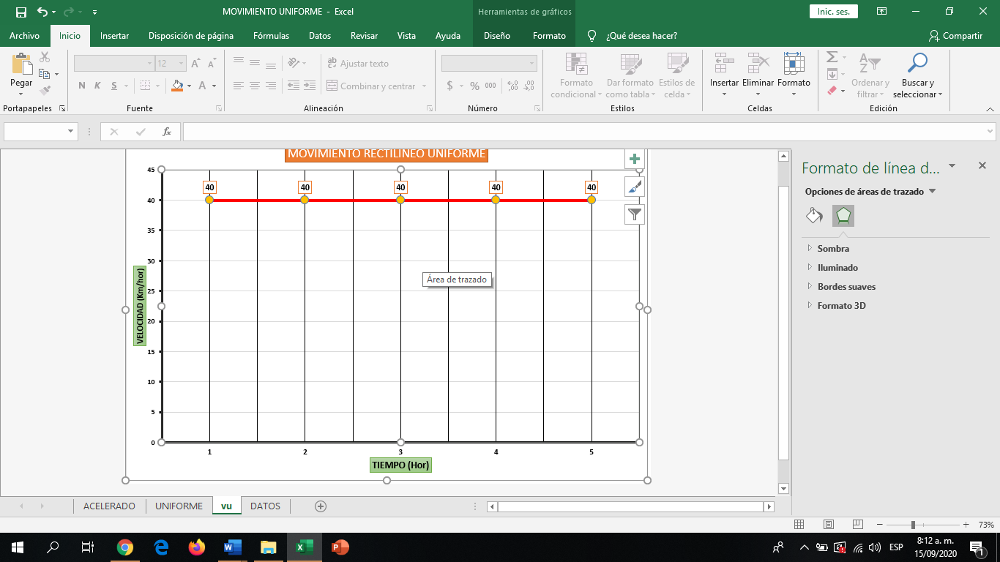 MOVIMIENTO UNIFORME - Excel
Herramientas de gráficos
Inic. ses.
Archivo Inicio Insertar Disposición de página Fórmulas Datos Revisar Vista Ayuda Diseño Formato ¿Qué desea hacer? Compartir
Pegar
12
N K S
A A
A
Ajustar texto
Combinar y centrar
$ % 000
Formato condicional
Dar formato como tabla
Estilos de celda
Insertar Eliminar Formato
Ordenar y filtrar
Buscar y seleccionar
Portapapeles Fuente Alineación Número Estilos Celdas Edición
fx
MOVIMIENTO RECTILINEO UNIFORME
45
40 40 40 40 40
40
35
30
25
20
15
10
5
0
VELOCIDAD (Km/hor)
Área de trazado
1 2 3 4 5
TIEMPO (Hor)
Formato de línea d...
Opciones de áreas de trazado
Sombra
Iluminado
Bordes suaves
Formato 3D
ACELERADO UNIFORME vu DATOS
73%
ESP
8:12 a. m.
15/09/2020
1